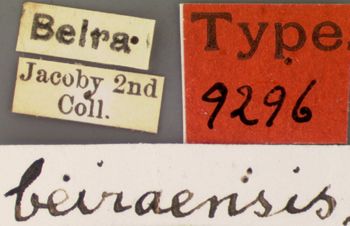 Beira.
Jacoby 2nd
Coll.
Type.
9296
beiraensis,